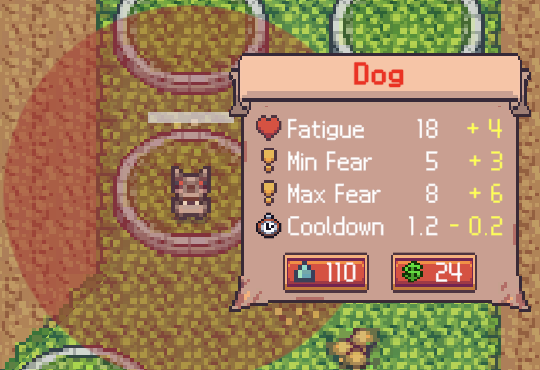 Dog
Fatigue 18 + 4
Min Fear 5 + 3
Max Fear 8 + 6
Cooldown 1.2 - 0.2
110 24